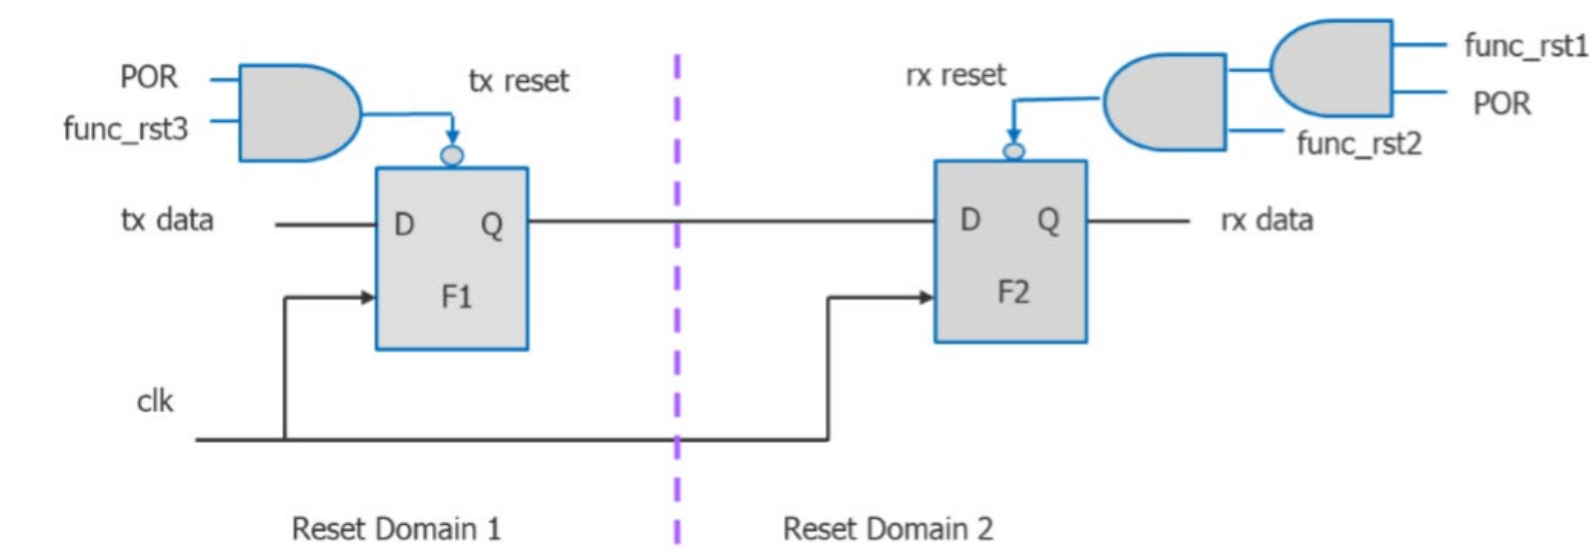 POR
func_rst3
tx reset
rx reset
func_rst1
POR
func_rst2
tx data
D
Q
F1
D
Q
F2
rx data
clk
Reset Domain 1
Reset Domain 2